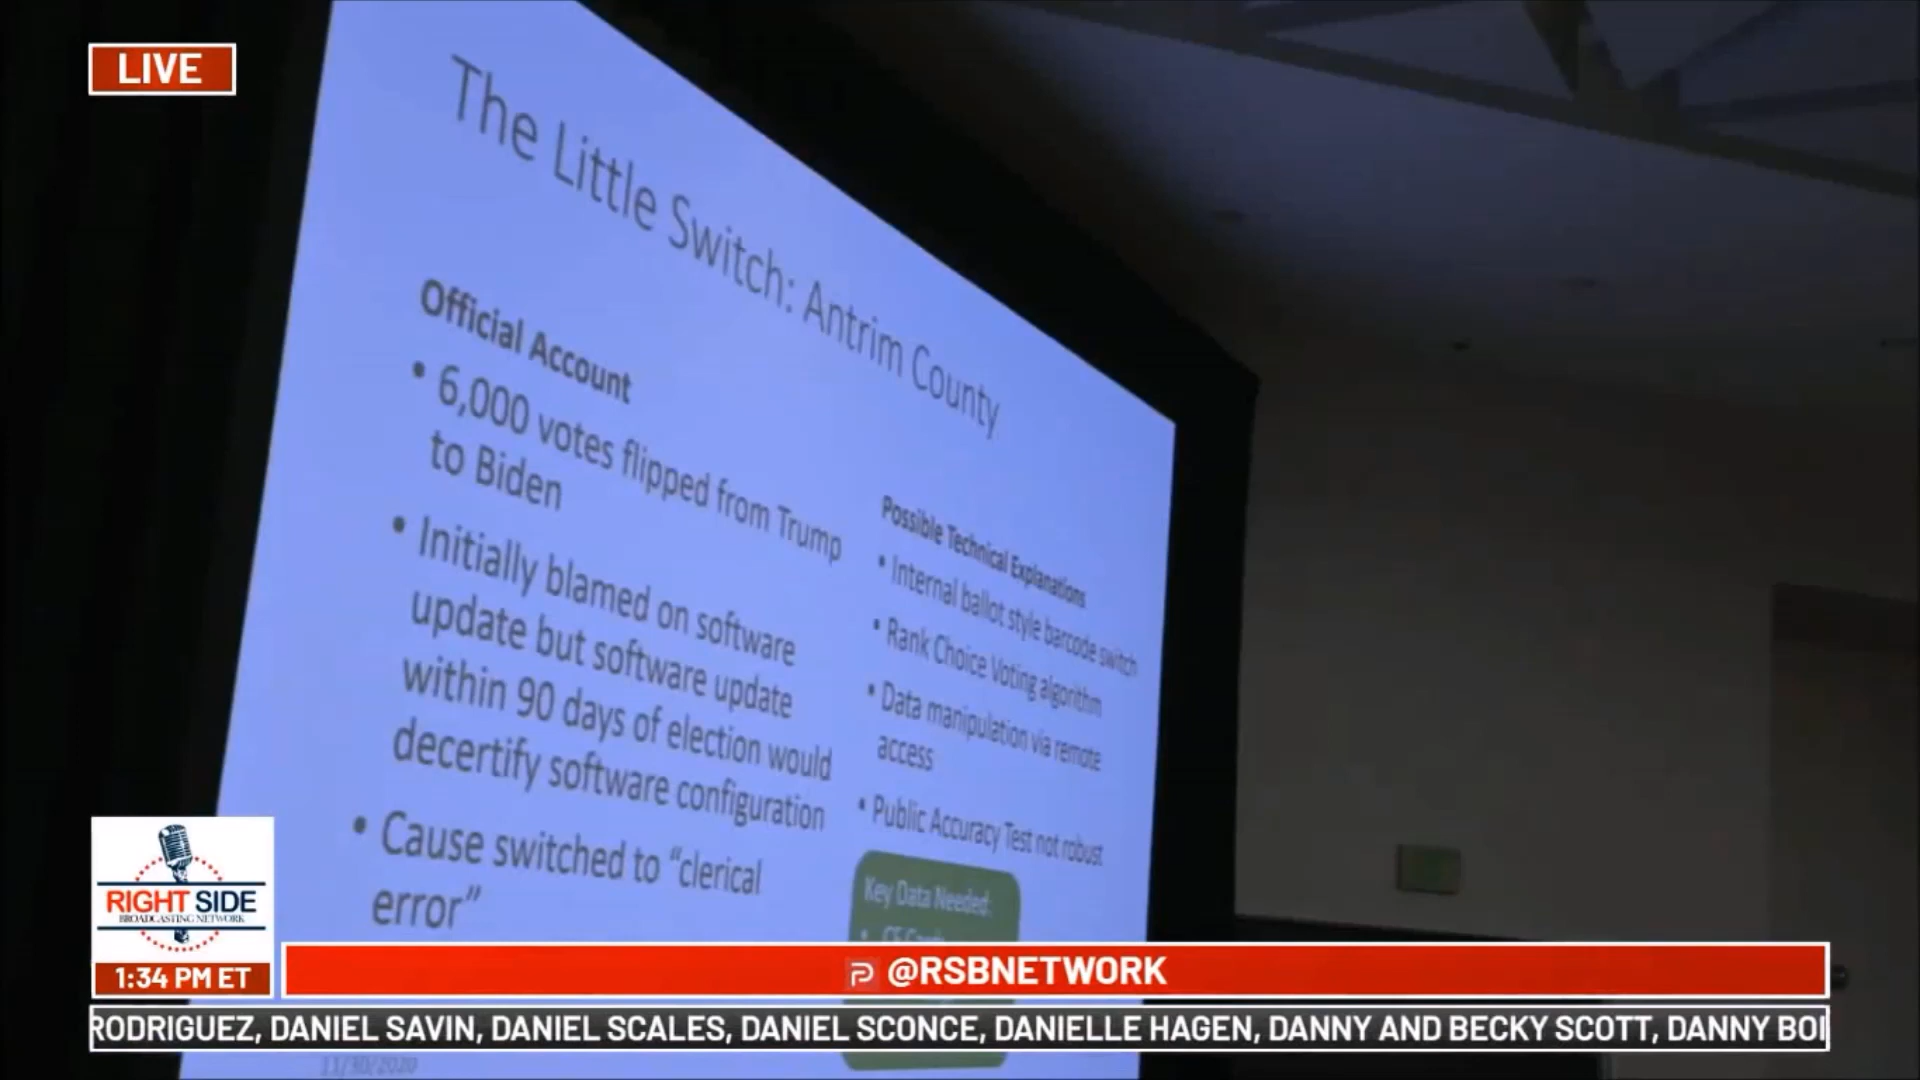 LIVE
The Little Switch: Antrim County
Official Account
• 6,000 votes flipped from Trump
to Biden
• Initially blamed on software
update but software update
within 90 days of election would
decertify software configuration
• Cause switched to “clerical
error”
Possible Technical Explanations
• Internal ballot style barcode switch
• Rank Choice Voting algorithm
• Data manipulation via remote
access
• Public Accuracy Test not robust
Key Data Needed:
RIGHT SIDE
BROADCASTING NETWORK
1:34 PM ET
@RSBNETWORK
RODRIGUEZ, DANIEL SAVIN, DANIEL SCALES, DANIEL SCONCE, DANIELLE HAGEN, DANNY AND BECKY SCOTT, DANNY BOI
11/30/2020